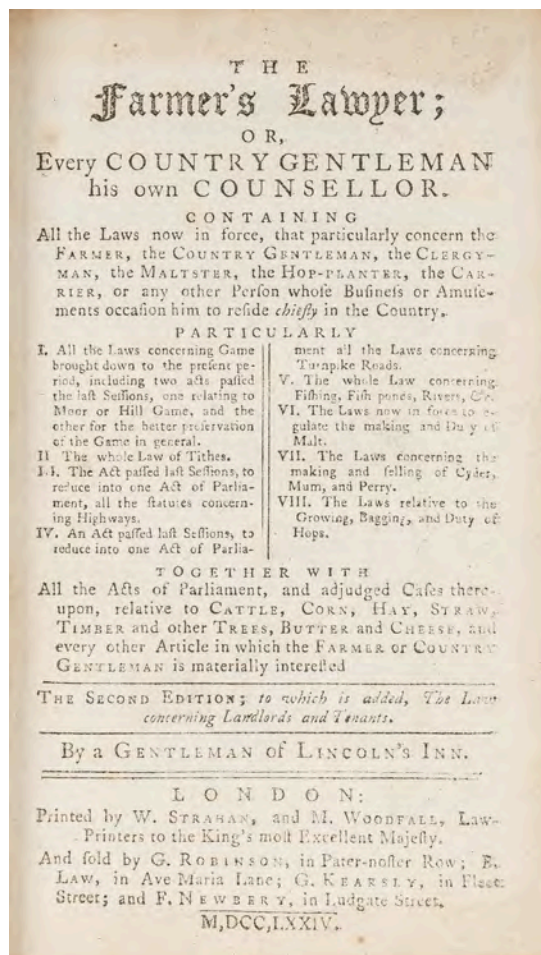 THE
Farmer's Lawyer;
OR,
Every COUNTRY GENTLEMAN
his own COUNSELLOR.
CONTAINING
All the Laws now in force, that particularly concern the
FARMER, the COUNTRY GENTLEMAN, the CLERGY-
MAN, the MALTSTER, the HOP-PLANTER, the CAR-
RIER, or any other Perſon whoſe Buſineſs or Amuſe-
ments occaſion him to reſide chiefly in the Country.
PARTICULARLY
I. All the Laws concerning Game
brought down to the preſent pe-
riod, including two acts paſſed
the laſt Seſſions, one relating to
Moor or Hill Game, and the
other for the better preſervation
of the Game in general.
II The whole Law of Tithes.
III. The Act paſſed laſt Seſſions, to
reduce into one Act of Parlia-
ment, all the ſtatutes concern-
ing Highways.
IV. An Act paſſed laſt Seſſions, to
reduce into one Act of Parlia-
ment all the Laws concerning
Turnpike Roads.
V. The whole Law concerning
Fiſhing, Fiſh ponds, Rivers, &c.
VI. The Laws now in force to re-
gulate the making and Duty of
Malt.
VII. The Laws concerning the
making and ſelling of Cyder,
Mum, and Perry.
VIII. The Laws relative to the
Growing, Bagging, and Duty of
Hops.
TOGETHER WITH
All the Acts of Parliament, and adjudged Caſes there-
upon, relative to CATTLE, CORN, HAY, STRAW,
TIMBER and other TREES, BUTTER and CHEESE, and
every other Article in which the FARMER or COUNTRY
GENTLEMAN is materially intereſted
THE SECOND EDITION; to which is added, The Law
concerning Landlords and Tenants.
By a GENTLEMAN of LINCOLN'S INN.
LONDON:
Printed by W. STRAHAN, and M. WOODFALL, Law-
Printers to the King's moſt Excellent Majeſty.
And ſold by G. ROBINSON, in Pater-noſter Row; E.
LAW, in Ave-Maria Lane; G. KEARSLY, in Fleet
Street; and F. NEWBERY, in Ludgate Street.
M,DCC,LXXIV.